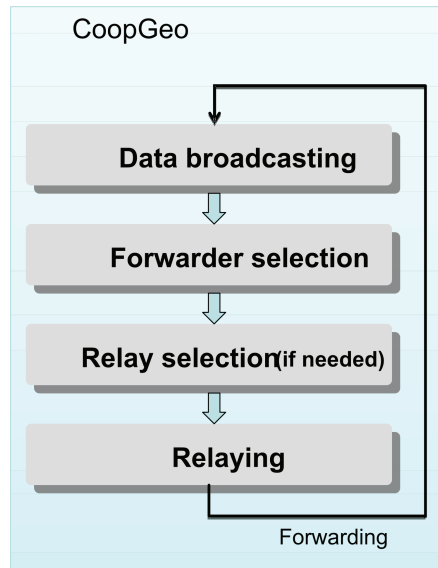 CoopGeo
Data broadcasting
Forwarder selection
Relay selection(if needed)
Relaying
Forwarding